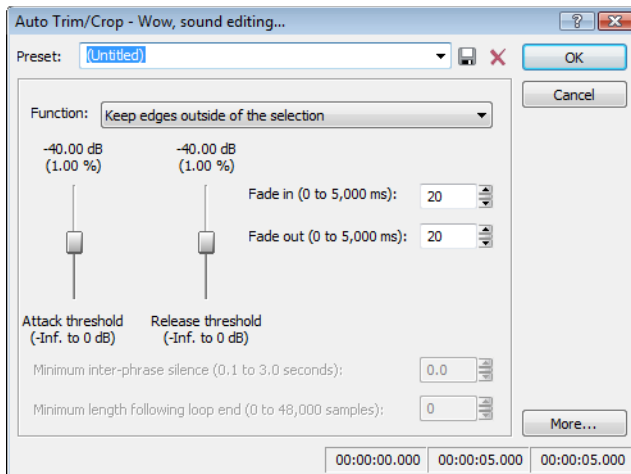 Auto Trim/Crop - Wow, sound editing...
Preset: (Untitled)
OK
Cancel
Function: Keep edges outside of the selection
-40.00 dB -40.00 dB
(1.00 %) (1.00 %)
Fade in (0 to 5,000 ms): 20
Fade out (0 to 5,000 ms): 20
Attack threshold Release threshold
(-Inf. to 0 dB) (-Inf. to 0 dB)
Minimum inter-phrase silence (0.1 to 3.0 seconds): 0.0
Minimum length following loop end (0 to 48,000 samples): 0
More...
00:00:00.000 00:00:05.000 00:00:05.000